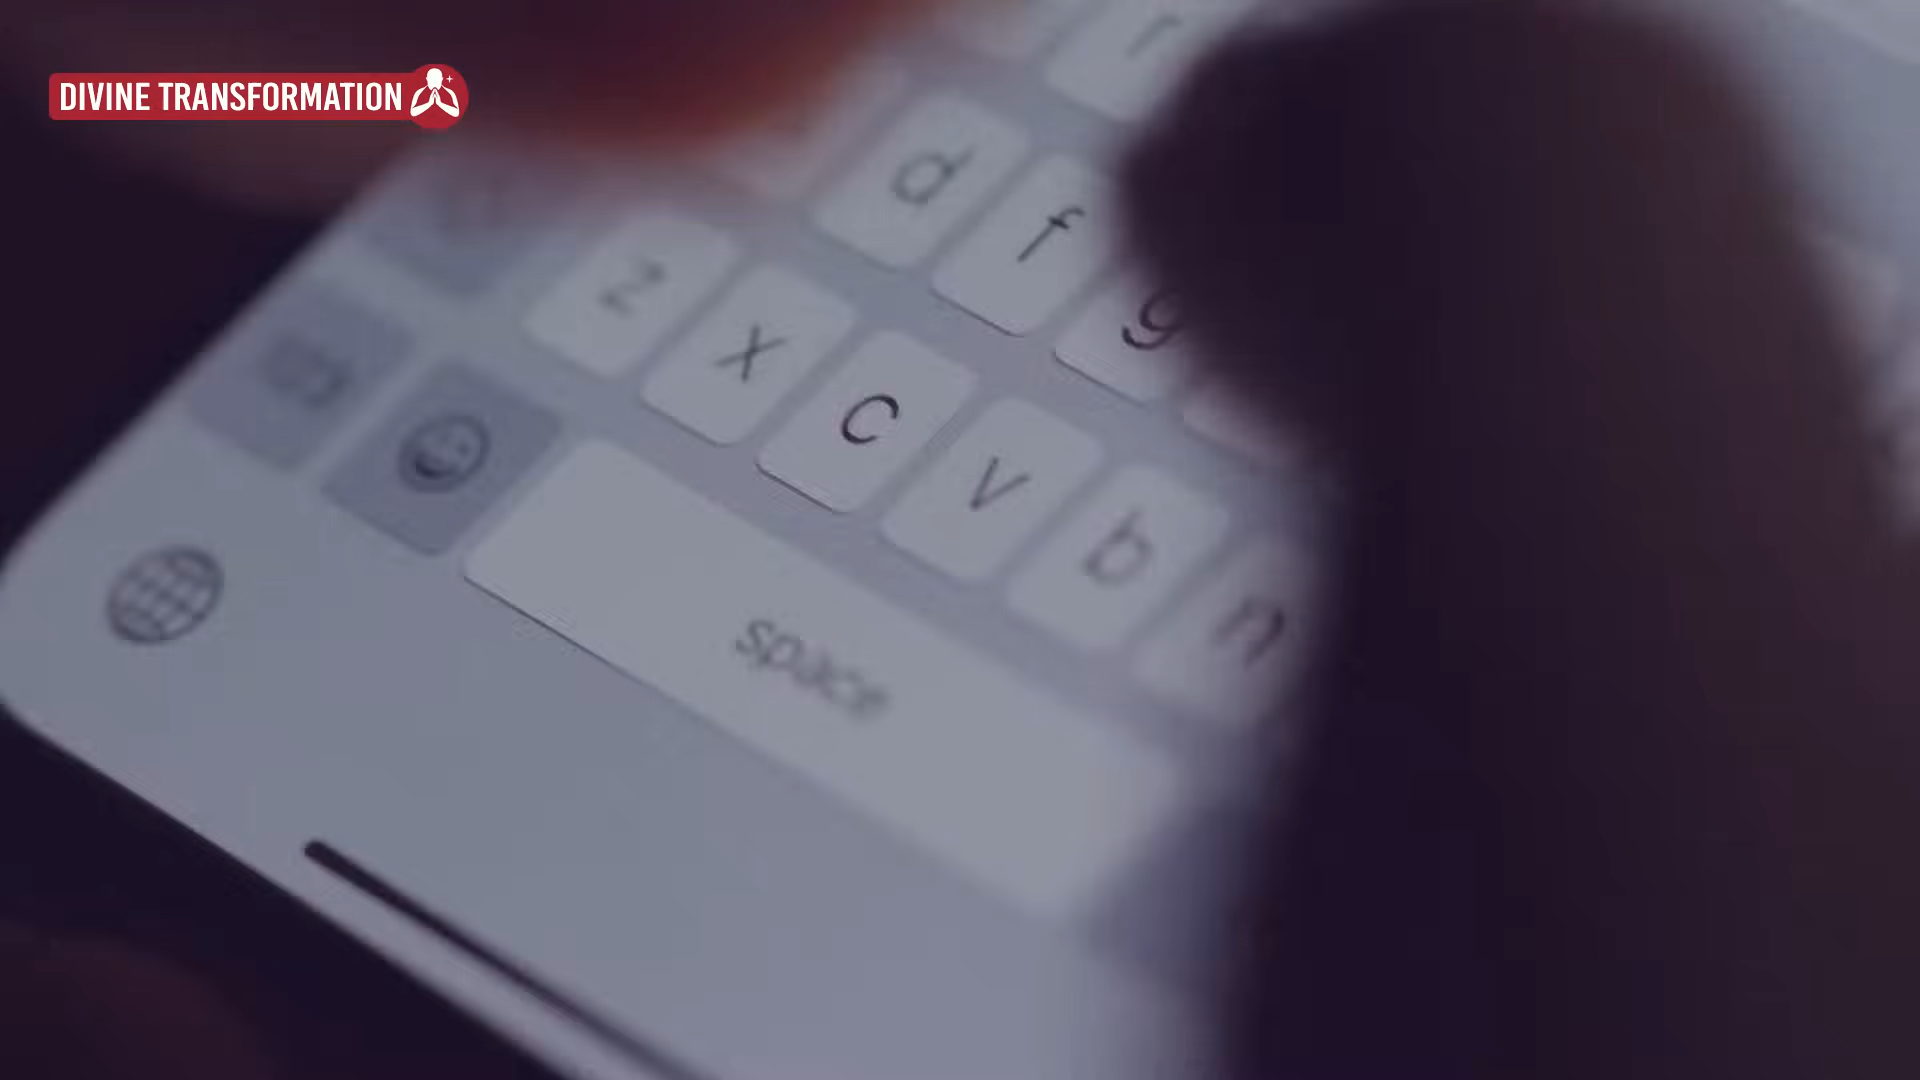 DIVINE TRANSFORMATION
r
d f g
z x c v b n
space